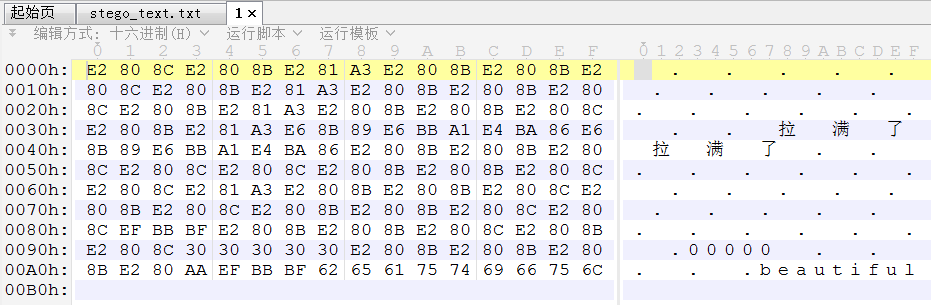 起始页 stego_text.txt 1 ×
编辑方式: 十六进制(H) 运行脚本 运行模板
0 1 2 3 4 5 6 7 8 9 A B C D E F 0 1 2 3 4 5 6 7 8 9 A B C D E F
0000h: E2 80 8C E2 80 8B E2 81 A3 E2 80 8B E2 80 8B E2 . . . . .
0010h: 80 8C E2 80 8B E2 81 A3 E2 80 8B E2 80 8B E2 80 . . . . .
0020h: 8C E2 80 8B E2 81 A3 E2 80 8B E2 80 8B E2 80 8C . . . . . .
0030h: E2 80 8B E2 81 A3 E6 8B 89 E6 BB A1 E4 BA 86 E6 . . 拉 满 了
0040h: 8B 89 E6 BB A1 E4 BA 86 E2 80 8B E2 80 8B E2 80 拉 满 了 . .
0050h: 8C E2 80 8C E2 80 8C E2 80 8B E2 80 8B E2 80 8C . . . . . .
0060h: E2 80 8C E2 81 A3 E2 80 8B E2 80 8B E2 80 8C E2 . . . . .
0070h: 80 8B E2 80 8C E2 80 8B E2 80 8B E2 80 8C E2 80 . . . . .
0080h: 8C EF BB BF E2 80 8B E2 80 8B E2 80 8C E2 80 8B . . . . . .
0090h: E2 80 8C 30 30 30 30 30 E2 80 8B E2 80 8B E2 80 . 00000 . .
00A0h: 8B E2 80 AA EF BB BF 62 65 61 75 74 69 66 75 6C . . . beautiful
00B0h: